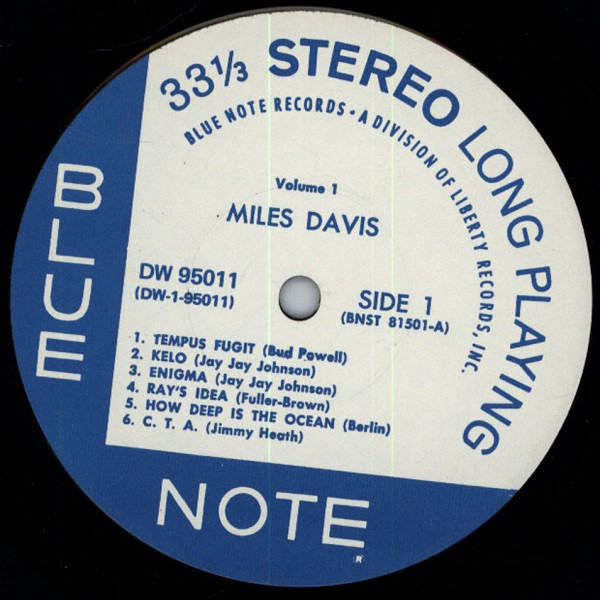 33⅓ STEREO LONG PLAYING
BLUE NOTE RECORDS • A DIVISION OF LIBERTY RECORDS, INC.
Volume 1
MILES DAVIS
DW 95011
(DW-1-95011)
SIDE 1
(BNST 81501-A)
1. TEMPUS FUGIT (Bud Powell)
2. KELO (Jay Jay Johnson)
3. ENIGMA (Jay Jay Johnson)
4. RAY'S IDEA (Fuller-Brown)
5. HOW DEEP IS THE OCEAN (Berlin)
6. C. T. A. (Jimmy Heath)
BLUE
NOTE
®